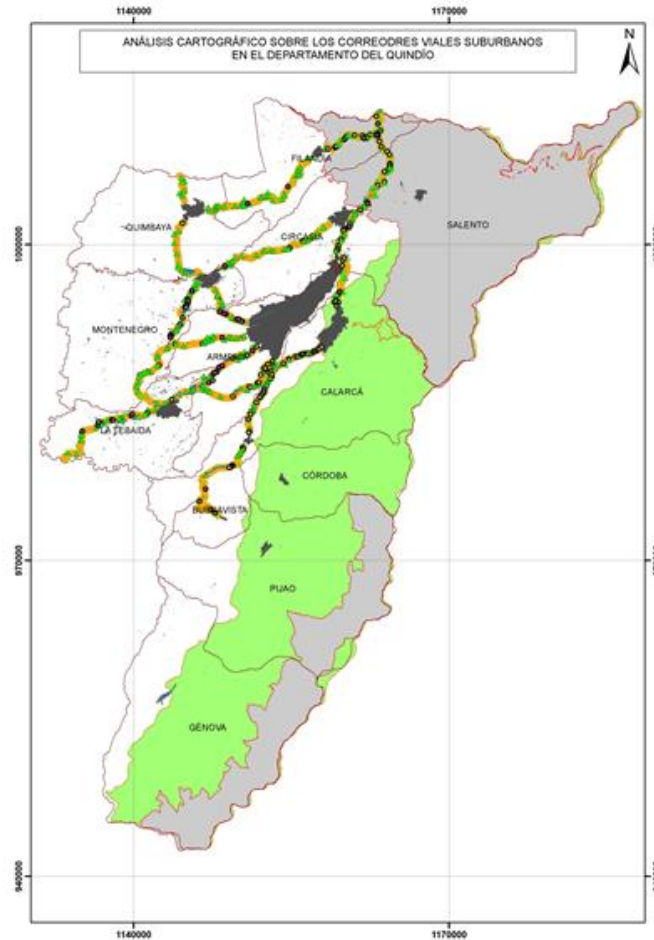 1140000
1170000
ANÁLISIS CARTOGRÁFICO SOBRE LOS CORREODRES VIALES SUBURBANOS
EN EL DEPARTAMENTO DEL QUINDÍO
N
FILANDIA
SALENTO
QUIMBAYA
CIRCASIA
1000000
MONTENEGRO
CALARCÁ
LA TEBAIDA
CÓRDOBA
BUENAVISTA
970000
PIJAO
GÉNOVA
940000
1140000
1170000